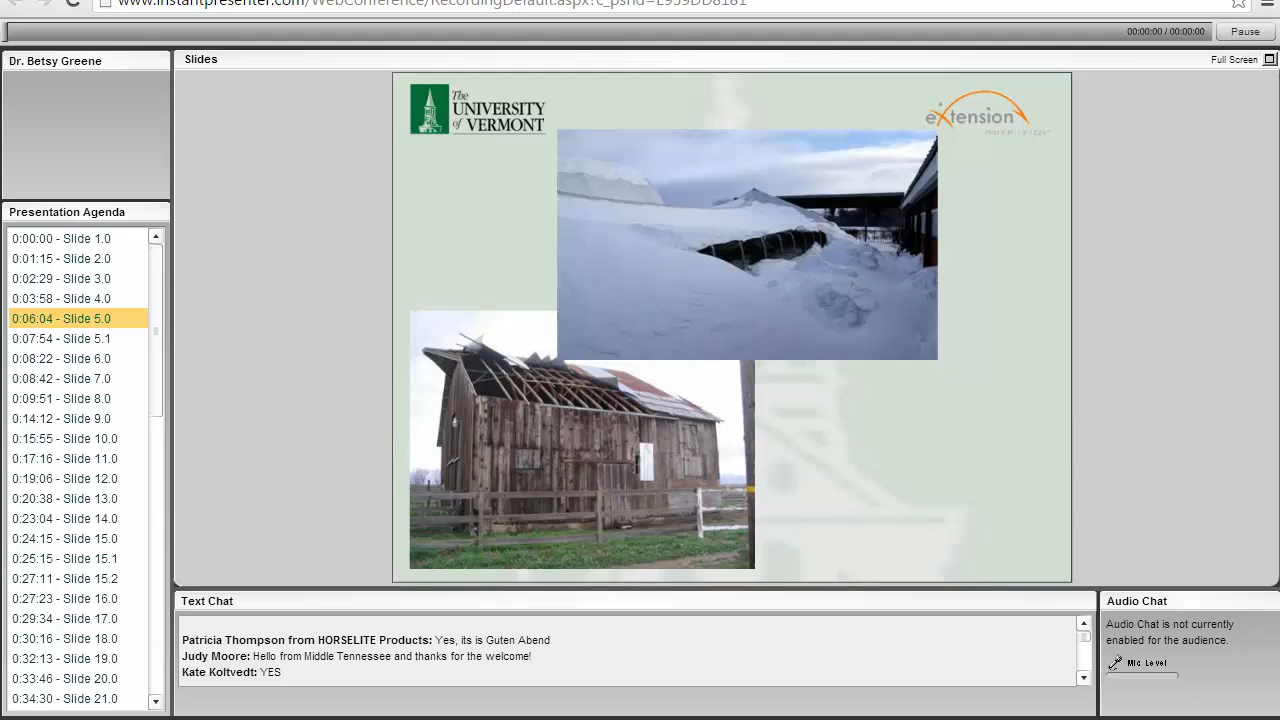 www.instantpresenter.com/WebConference/RecordingDefault.aspx?c_psrid=E959DD8181
00:00:00 / 00:00:00
Pause
Dr. Betsy Greene
Slides
Full Screen
The
UNIVERSITY
of VERMONT
eXtension
Presentation Agenda
0:00:00 - Slide 1.0
0:01:15 - Slide 2.0
0:02:29 - Slide 3.0
0:03:58 - Slide 4.0
0:06:04 - Slide 5.0
0:07:54 - Slide 5.1
0:08:22 - Slide 6.0
0:08:42 - Slide 7.0
0:09:51 - Slide 8.0
0:14:12 - Slide 9.0
0:15:55 - Slide 10.0
0:17:16 - Slide 11.0
0:19:06 - Slide 12.0
0:20:38 - Slide 13.0
0:23:04 - Slide 14.0
0:24:15 - Slide 15.0
0:25:15 - Slide 15.1
0:27:11 - Slide 15.2
0:27:23 - Slide 16.0
0:29:34 - Slide 17.0
0:30:16 - Slide 18.0
0:32:13 - Slide 19.0
0:33:46 - Slide 20.0
0:34:30 - Slide 21.0
Text Chat
Patricia Thompson from HORSELITE Products: Yes, its is Guten Abend
Judy Moore: Hello from Middle Tennessee and thanks for the welcome!
Kate Koltvedt: YES
Audio Chat
Audio Chat is not currently
enabled for the audience.
Mic Level